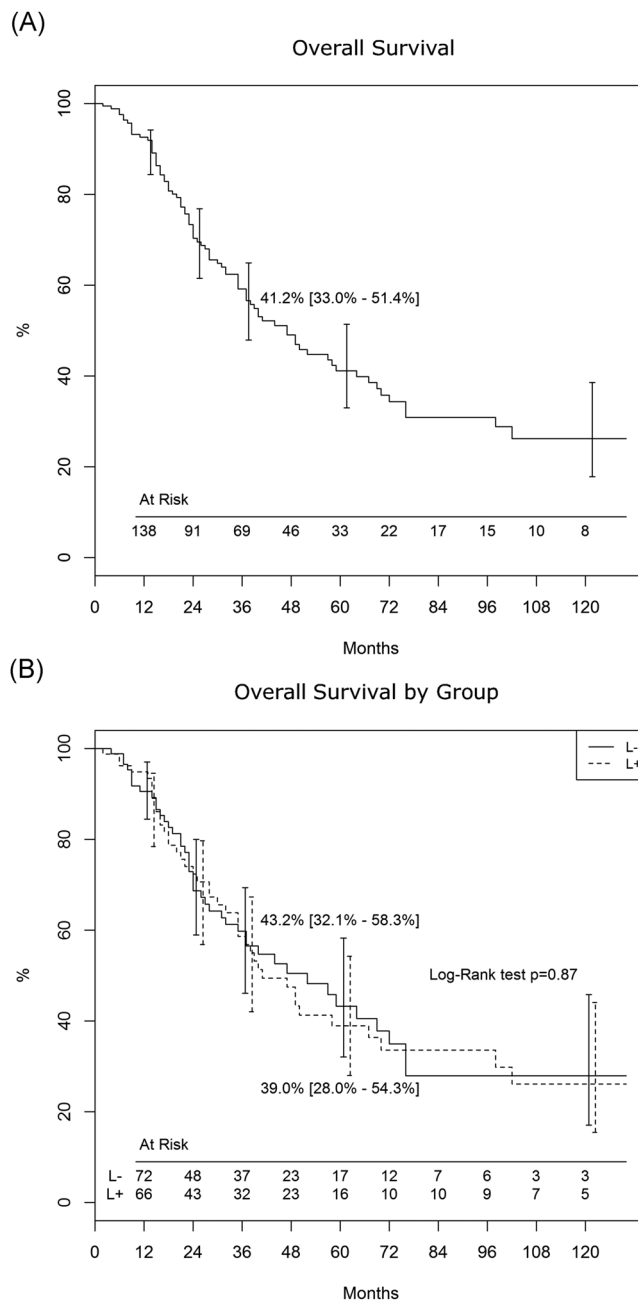 (A)
Overall Survival
100
80
60
40
20
0
%
41.2% [33.0% - 51.4%]
At Risk
138 91 69 46 33 22 17 15 10 8
0 12 24 36 48 60 72 84 96 108 120
Months
(B)
Overall Survival by Group
L-
L+
100
80
60
40
20
0
%
43.2% [32.1% - 58.3%]
Log-Rank test p=0.87
39.0% [28.0% - 54.3%]
At Risk
L- 72 48 37 23 17 12 7 6 3 3
L+ 66 43 32 23 16 10 10 9 7 5
0 12 24 36 48 60 72 84 96 108 120
Months